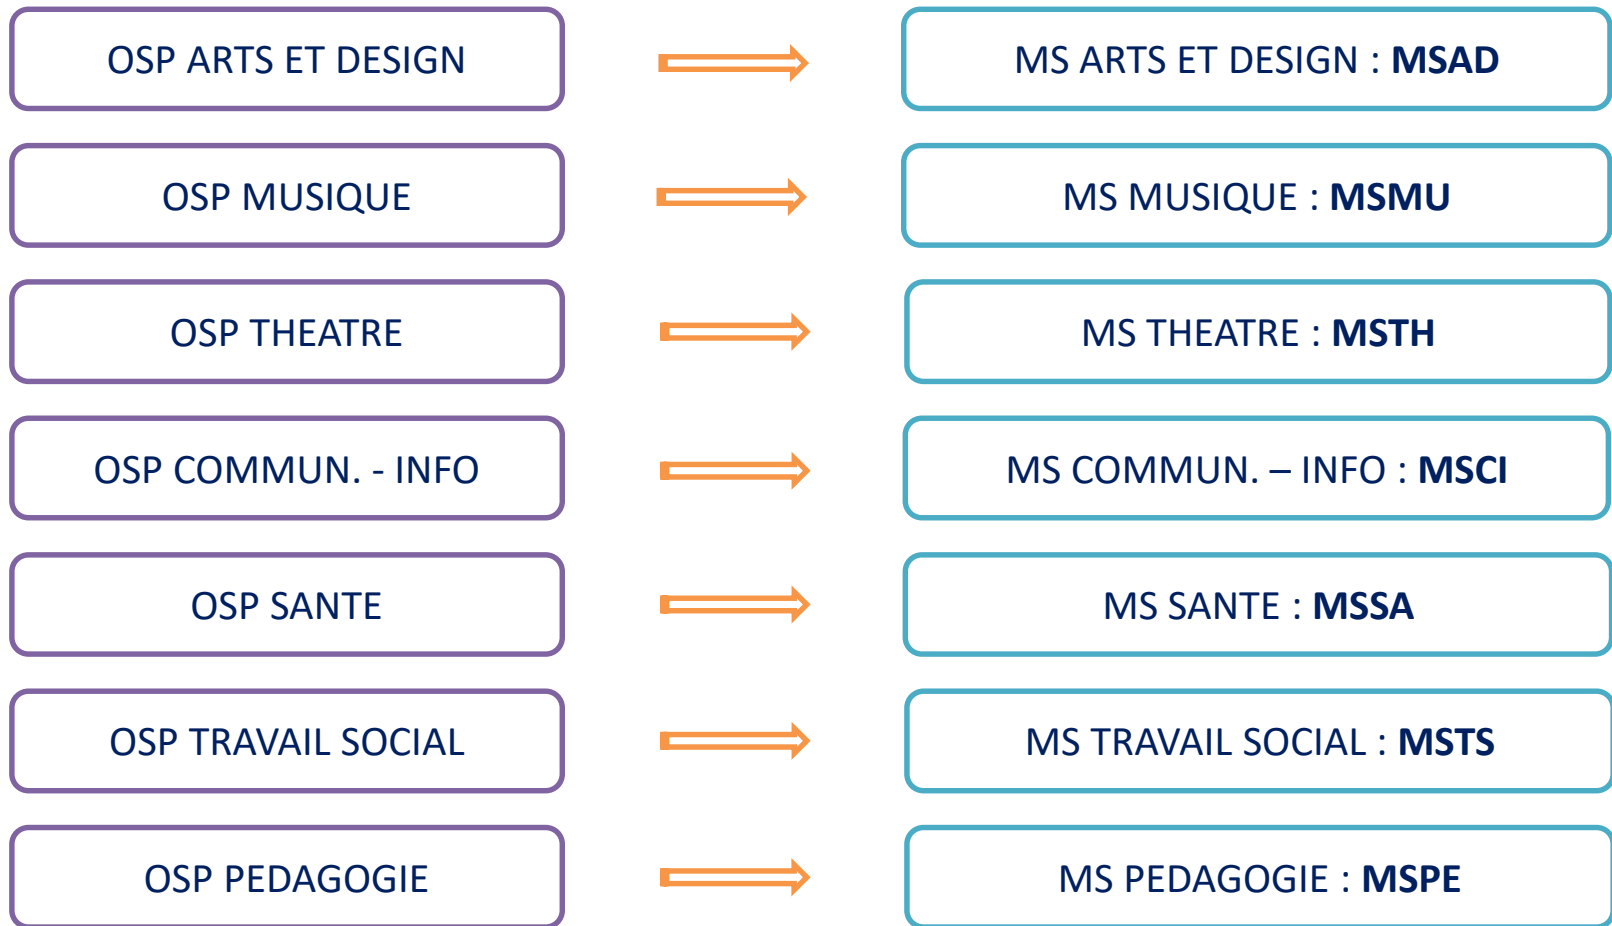 OSP ARTS ET DESIGN
MS ARTS ET DESIGN : MSAD
OSP MUSIQUE
MS MUSIQUE : MSMU
OSP THEATRE
MS THEATRE : MSTH
OSP COMMUN. - INFO
MS COMMUN. – INFO : MSCI
OSP SANTE
MS SANTE : MSSA
OSP TRAVAIL SOCIAL
MS TRAVAIL SOCIAL : MSTS
OSP PEDAGOGIE
MS PEDAGOGIE : MSPE